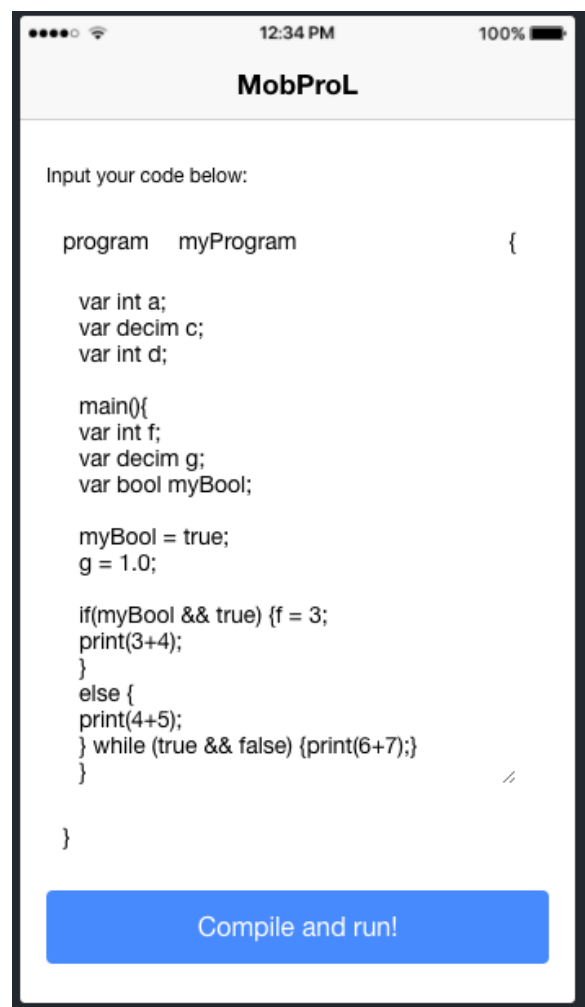 12:34 PM 100%
MobProL
Input your code below:
program myProgram {
var int a;
var decim c;
var int d;
main(){
var int f;
var decim g;
var bool myBool;
myBool = true;
g = 1.0;
if(myBool && true) {f = 3;
print(3+4);
}
else {
print(4+5);
} while (true && false) {print(6+7);}
}
}
Compile and run!